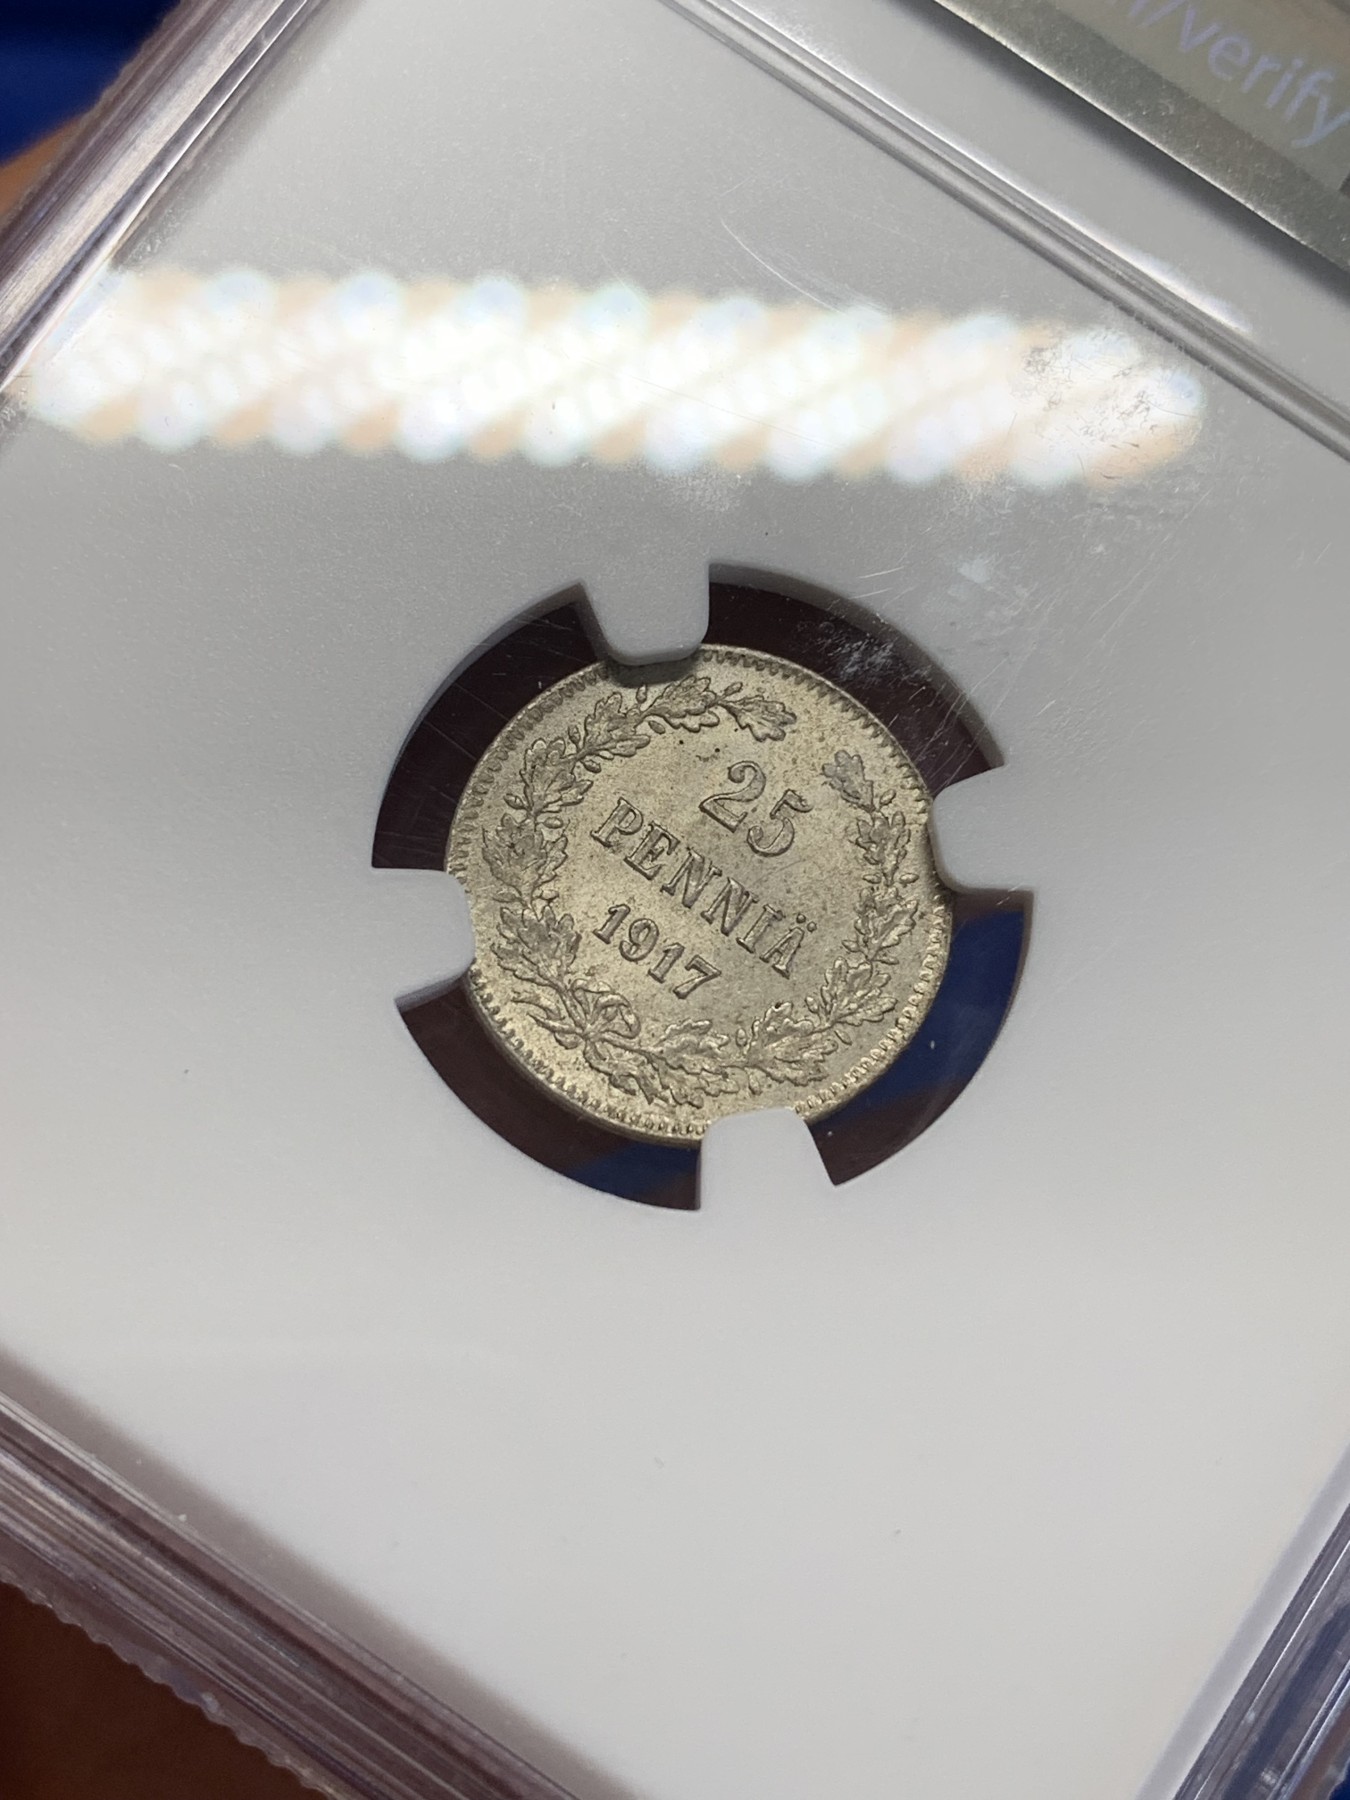 /verify
25
PENNIÄ
1917